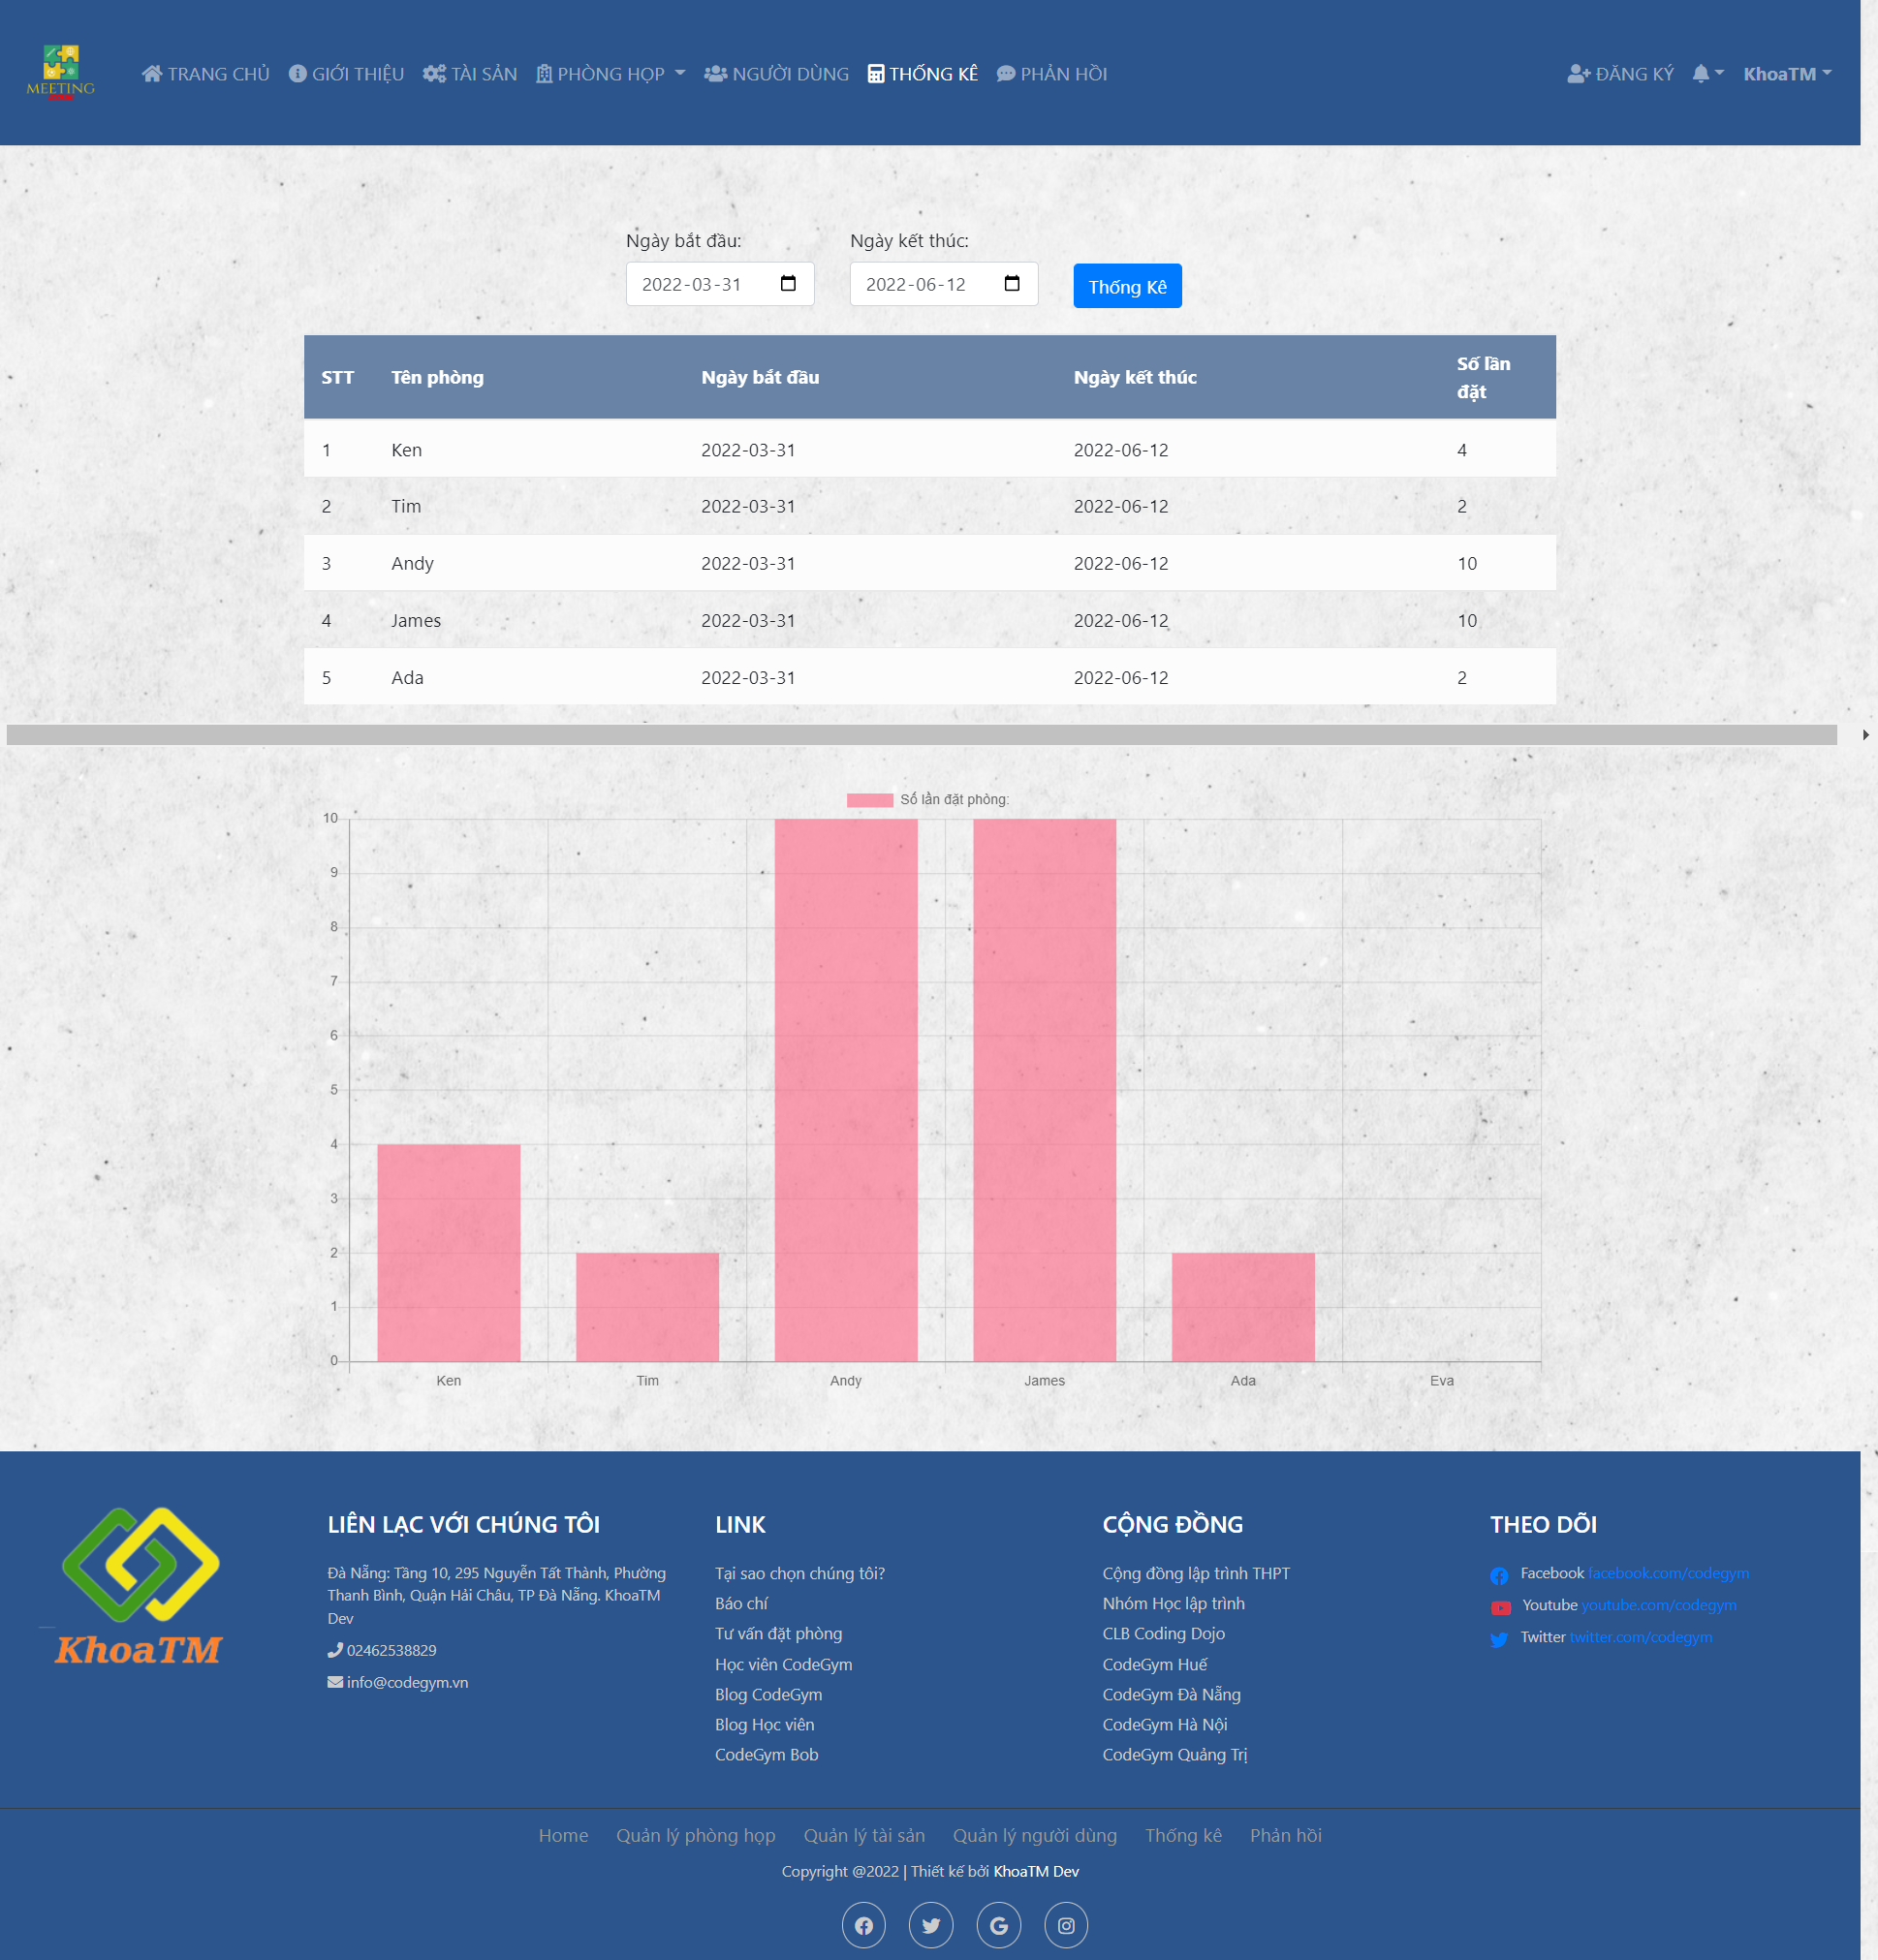 MEETING
TRANG CHỦ GIỚI THIỆU TÀI SẢN PHÒNG HỌP NGƯỜI DÙNG THỐNG KÊ PHẢN HỒI ĐĂNG KÝ KhoaTM
Ngày bắt đầu: Ngày kết thúc:
2022-03-31 2022-06-12 Thống Kê
STT Tên phòng Ngày bắt đầu Ngày kết thúc Số lần đặt
1 Ken 2022-03-31 2022-06-12 4
2 Tim 2022-03-31 2022-06-12 2
3 Andy 2022-03-31 2022-06-12 10
4 James 2022-03-31 2022-06-12 10
5 Ada 2022-03-31 2022-06-12 2
Số lần đặt phòng:
10
9
8
7
6
5
4
3
2
1
0
Ken Tim Andy James Ada Eva
KhoaTM
LIÊN LẠC VỚI CHÚNG TÔI
Đà Nẵng: Tầng 10, 295 Nguyễn Tất Thành, Phường
Thanh Bình, Quận Hải Châu, TP Đà Nẵng. KhoaTM
Dev
02462538829
info@codegym.vn
LINK
Tại sao chọn chúng tôi?
Báo chí
Tư vấn đặt phòng
Học viên CodeGym
Blog CodeGym
Blog Học viên
CodeGym Bob
CỘNG ĐỒNG
Cộng đồng lập trình THPT
Nhóm Học lập trình
CLB Coding Dojo
CodeGym Huế
CodeGym Đà Nẵng
CodeGym Hà Nội
CodeGym Quảng Trị
THEO DÕI
Facebook facebook.com/codegym
Youtube youtube.com/codegym
Twitter twitter.com/codegym
Home Quản lý phòng họp Quản lý tài sản Quản lý người dùng Thống kê Phản hồi
Copyright @2022 | Thiết kế bởi KhoaTM Dev